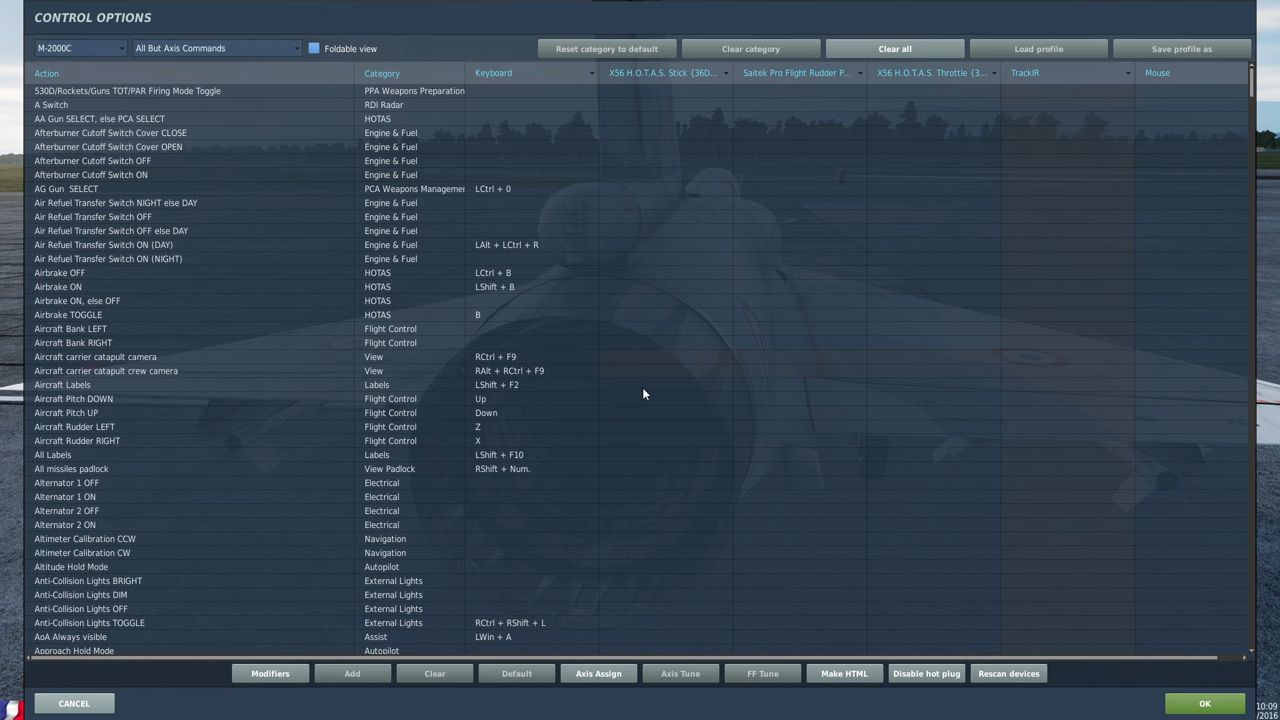 CONTROL OPTIONS
M-2000C All But Axis Commands Foldable view Reset category to default Clear category Clear all Load profile Save profile as
Action Category Keyboard X56 H.O.T.A.S. Stick {36D... Saitek Pro Flight Rudder P... X56 H.O.T.A.S. Throttle {3... TrackIR Mouse
530D/Rockets/Guns TOT/PAR Firing Mode Toggle PPA Weapons Preparation
A Switch RDI Radar
AA Gun SELECT, else PCA SELECT HOTAS
Afterburner Cutoff Switch Cover CLOSE Engine & Fuel
Afterburner Cutoff Switch Cover OPEN Engine & Fuel
Afterburner Cutoff Switch OFF Engine & Fuel
Afterburner Cutoff Switch ON Engine & Fuel
AG Gun SELECT PCA Weapons Managemer LCtrl + 0
Air Refuel Transfer Switch NIGHT else DAY Engine & Fuel
Air Refuel Transfer Switch OFF Engine & Fuel
Air Refuel Transfer Switch OFF else DAY Engine & Fuel
Air Refuel Transfer Switch ON (DAY) Engine & Fuel LAlt + LCtrl + R
Air Refuel Transfer Switch ON (NIGHT) Engine & Fuel
Airbrake OFF HOTAS LCtrl + B
Airbrake ON HOTAS LShift + B
Airbrake ON, else OFF HOTAS
Airbrake TOGGLE HOTAS B
Aircraft Bank LEFT Flight Control
Aircraft Bank RIGHT Flight Control
Aircraft carrier catapult camera View RCtrl + F9
Aircraft carrier catapult crew camera View RAlt + RCtrl + F9
Aircraft Labels Labels LShift + F2
Aircraft Pitch DOWN Flight Control Up
Aircraft Pitch UP Flight Control Down
Aircraft Rudder LEFT Flight Control Z
Aircraft Rudder RIGHT Flight Control X
All Labels Labels LShift + F10
All missiles padlock View Padlock RShift + Num.
Alternator 1 OFF Electrical
Alternator 1 ON Electrical
Alternator 2 OFF Electrical
Alternator 2 ON Electrical
Altimeter Calibration CCW Navigation
Altimeter Calibration CW Navigation
Altitude Hold Mode Autopilot
Anti-Collision Lights BRIGHT External Lights
Anti-Collision Lights DIM External Lights
Anti-Collision Lights OFF External Lights
Anti-Collision Lights TOGGLE External Lights RCtrl + RShift + L
AoA Always visible Assist LWin + A
Approach Hold Mode Autopilot
Modifiers Add Clear Default Axis Assign Axis Tune FF Tune Make HTML Disable hot plug Rescan devices
CANCEL OK
10:09
/2016